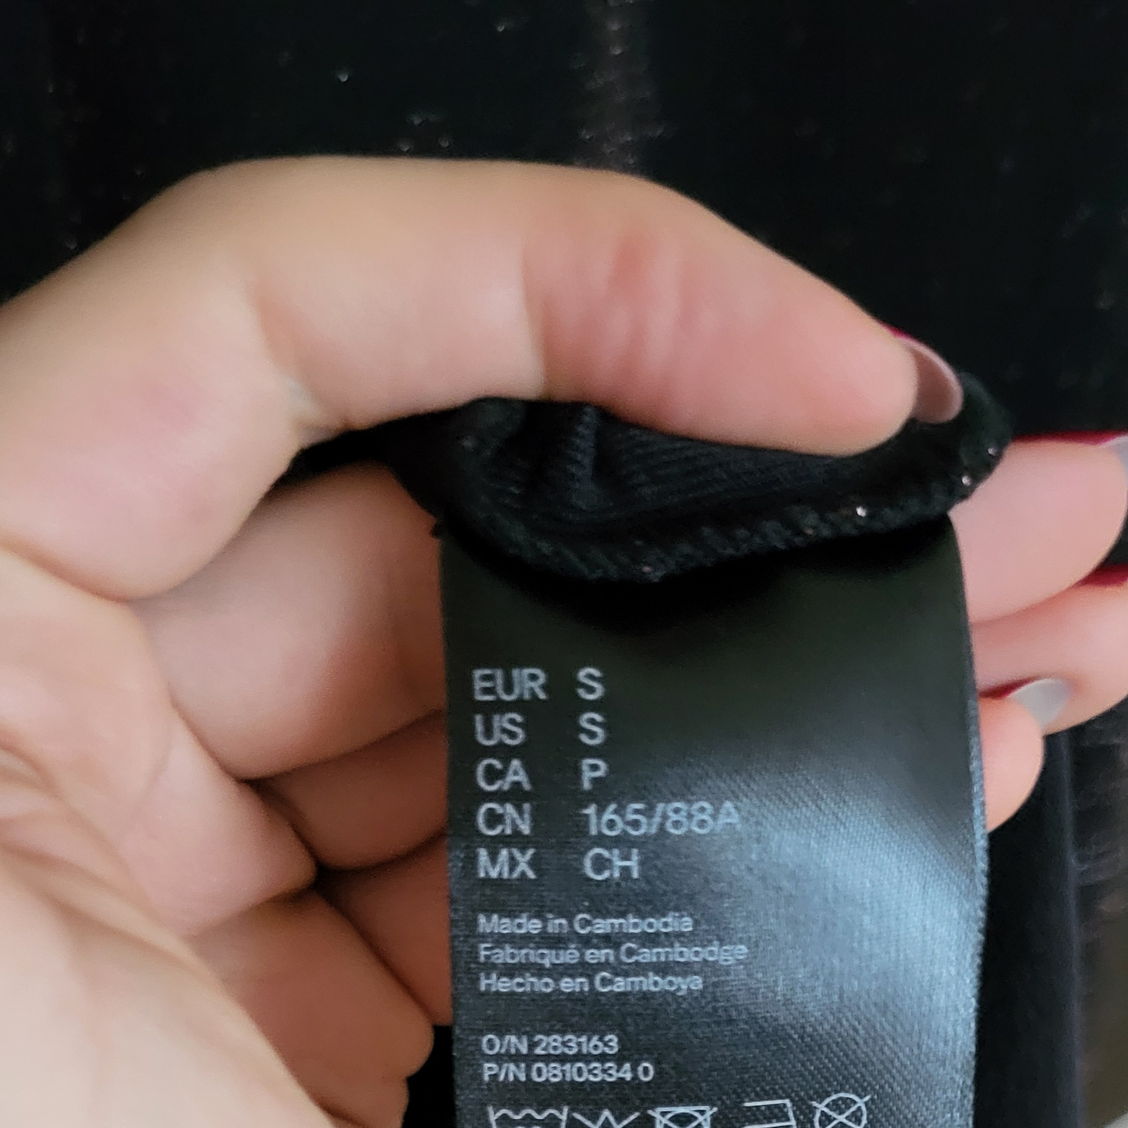 EUR S
US S
CA P
CN 165/88A
MX CH
Made in Cambodia
Fabriqué en Cambodge
Hecho en Camboya
O/N 283163
P/N 0810334 0